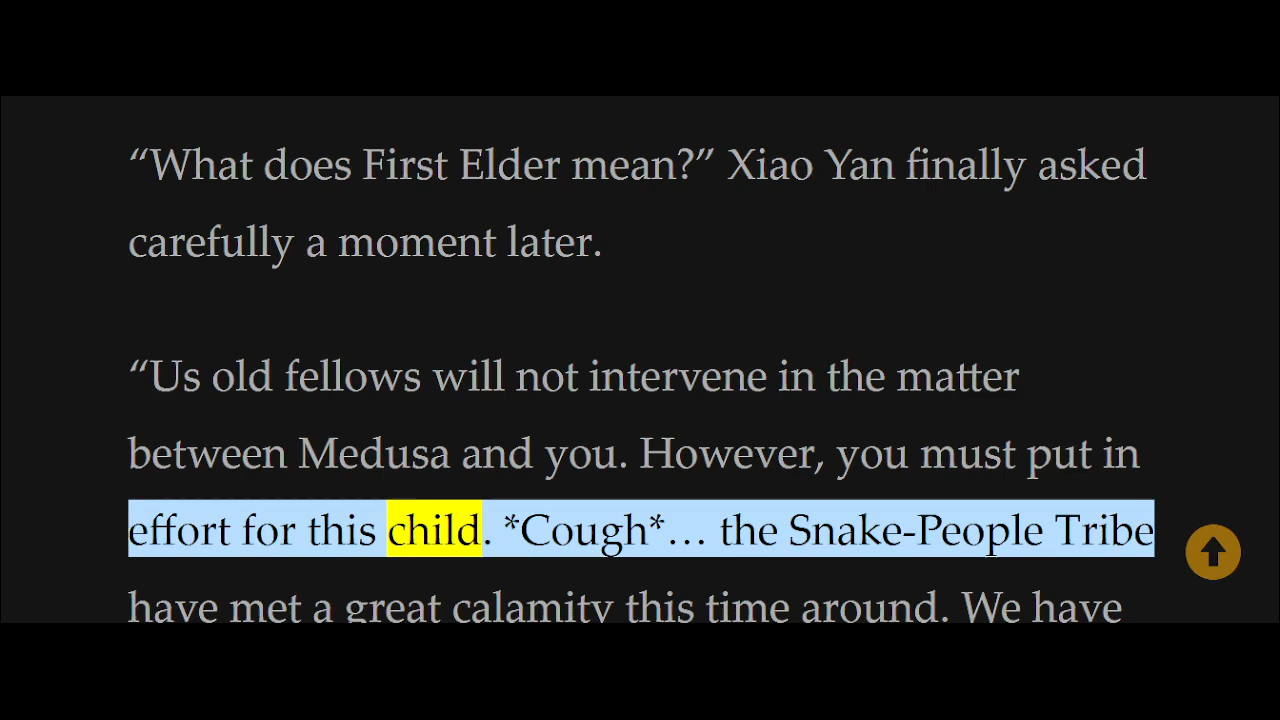 “What does First Elder mean?” Xiao Yan finally asked
carefully a moment later.
“Us old fellows will not intervene in the matter
between Medusa and you. However, you must put in
effort for this child. *Cough*… the Snake-People Tribe
have met a great calamity this time around. We have